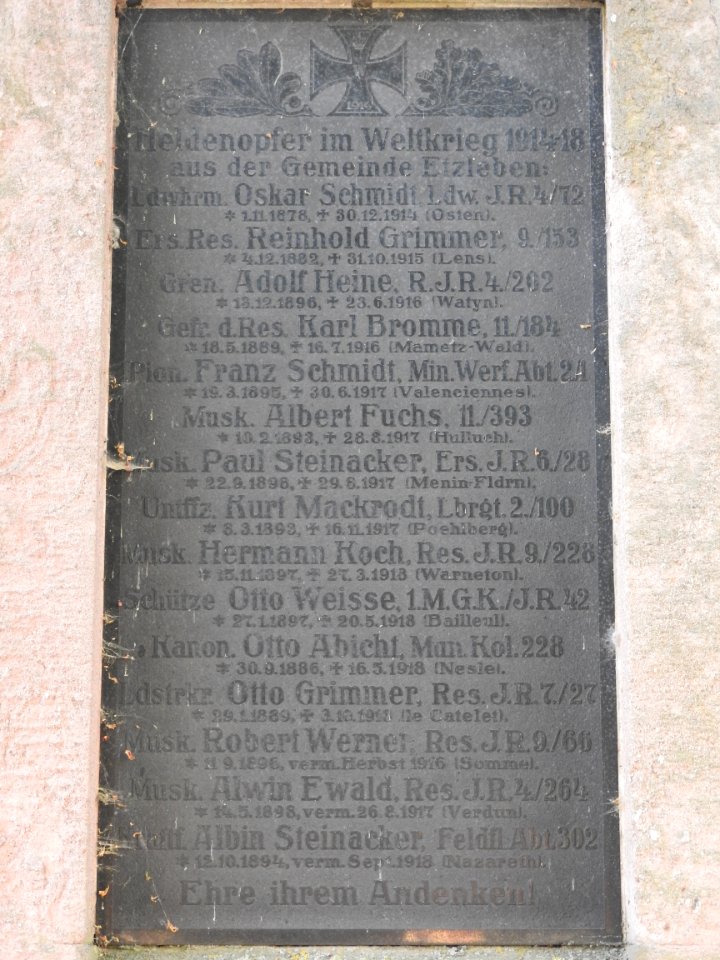 1914
Heldenopfer im Weltkrieg 1914-18
aus der Gemeinde Etzleben:
Ldwhrm. Oskar Schmidt, Ldw. J.R.4/72
* 1.11.1878, ✝ 30.12.1914 (Osten).
Ers.Res. Reinhold Grimmer, 9./153
* 4.12.1882, ✝ 31.10.1915 (Lens).
Gren. Adolf Heine, R.J.R.4./202
* 13.12.1896, ✝ 23.6.1916 (Watyn).
Gefr. d.Res. Karl Bromme, 11./184
* 18.5.1889, ✝ 16.7.1916 (Mametz-Wald).
Pion. Franz Schmidt, Min.Werf.Abt.
* 19.3.1895, ✝ 30.6.1917 (Valenciennes).
Musk. Albert Fuchs, 11./393
✝ 28.8.1917 (Hulluch).
Musk. Paul Steinacker, Ers.J.R.6/28
* 22.9.1898, ✝ 29.8.1917 (Menin-Fldrn).
Untffz. Kurt Mackrodt, Lbrgt.2./100
* 8.3.1893, ✝ 16.11.1917 (Poehlberg).
Musk. Hermann Koch, Res.J.R.9./228
* 15.11.1897, ✝ 27.3.1918 (Warneton).
Schütze Otto Weisse, 1.M.G.K./J.R.42
* 27.1.1897, ✝ 20.5.1918 (Bailleul).
Kanon. Otto Abicht, Mun.Kol.228
* 30.9.1886, ✝ 16.5.1918 (Nesle).
Ldstrkr. Otto Grimmer, Res.J.R.7./27
* 29.1.1889, ✝ 3.10.1918 (le Catelet).
Musk. Robert Werner, Res.J.R.9./66
9.1896, verm.Herbst 1916 (Somme).
Musk. Alwin Ewald, Res.J.R.4/264
* 14.5.1898, verm.26.8.1917 (Verdun).
Albin Steinacker, Feldfl.Abt.302
* 12.10.1894, verm.Sept.1918 (Nazareth).
Ehre ihrem Andenken!